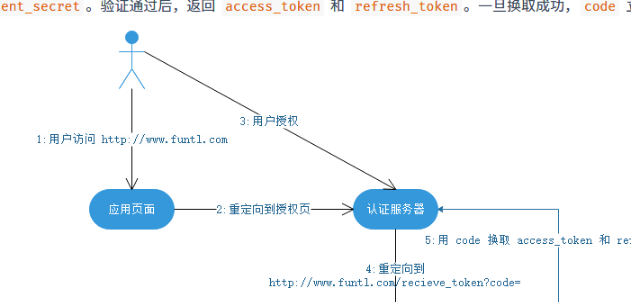 ent_secret 。验证通过后，返回 access_token 和 refresh_token 。一旦换取成功， code
3:用户授权
1:用户访问 http://www.funtl.com
应用页面
2:重定向到授权页
认证服务器
5:用 code 换取 access_token 和
4:重定向到
http://www.funtl.com/recieve_token?code=